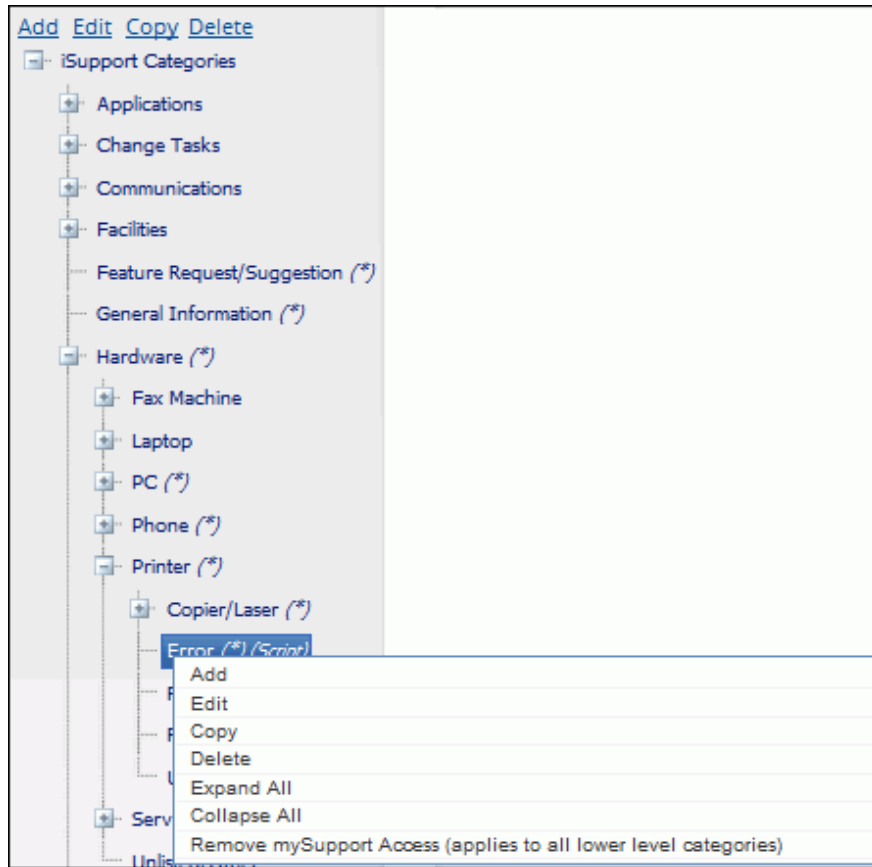 Add Edit Copy Delete
iSupport Categories
Applications
Change Tasks
Communications
Facilities
Feature Request/Suggestion (*)
General Information (*)
Hardware (*)
Fax Machine
Laptop
PC (*)
Phone (*)
Printer (*)
Copier/Laser (*)
Error (*) (Script)
Add
Edit
Copy
Delete
Expand All
Collapse All
Serv
Remove mySupport Access (applies to all lower level categories)